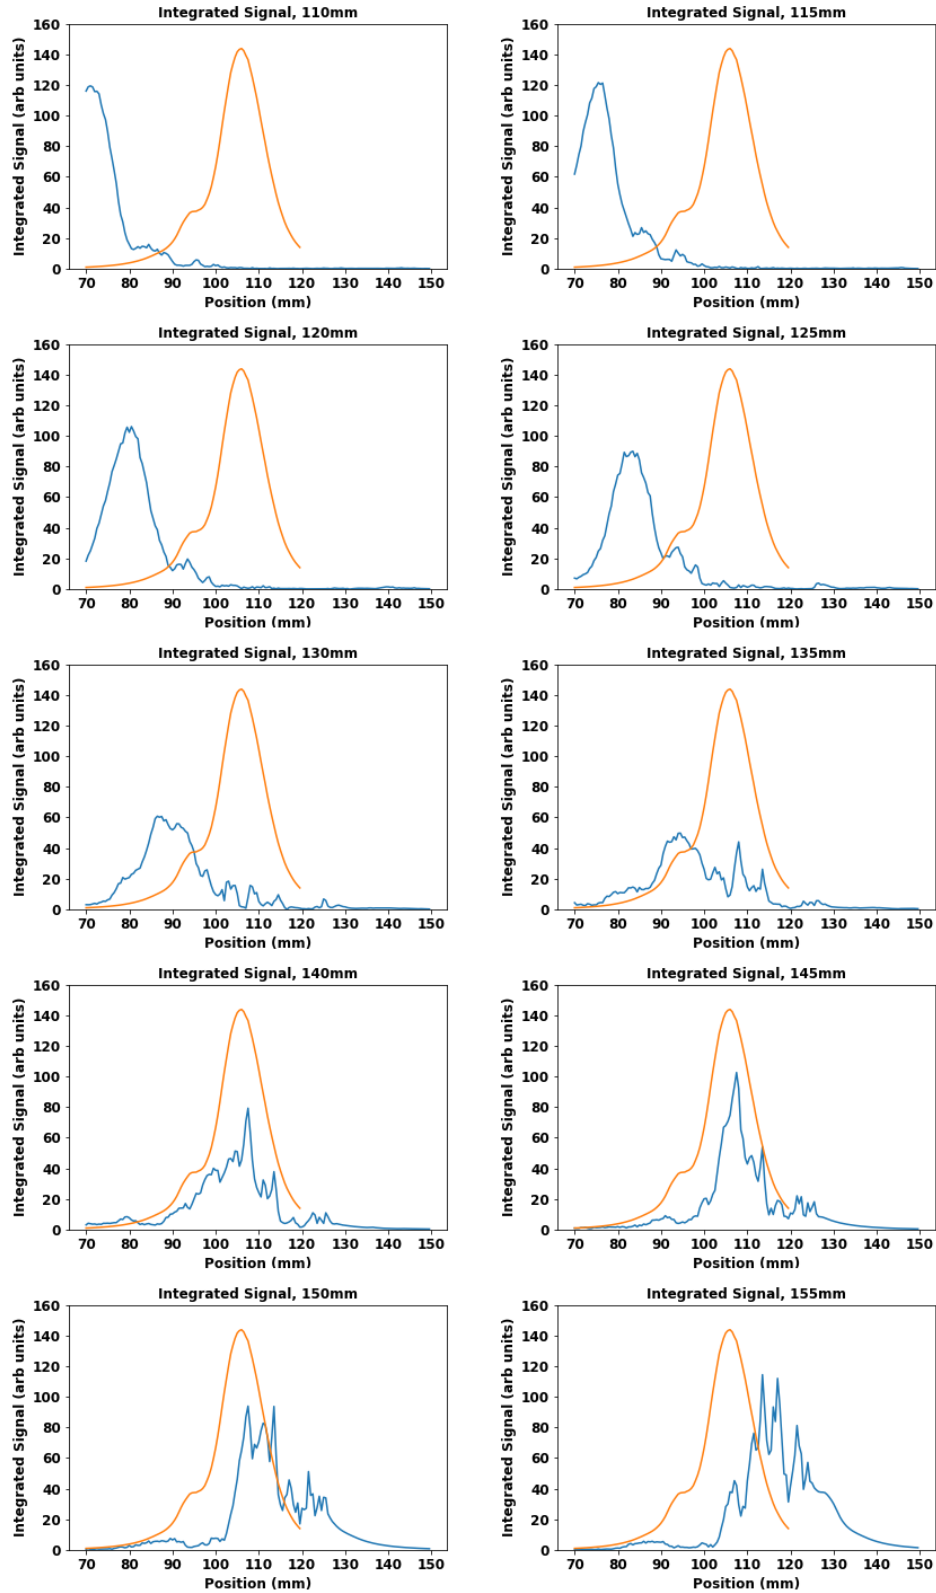 Integrated Signal, 110mm
Integrated Signal (arb units)
160
140
120
100
80
60
40
20
0
70 80 90 100 110 120 130 140 150
Position (mm)
Integrated Signal, 115mm
Integrated Signal (arb units)
160
140
120
100
80
60
40
20
0
70 80 90 100 110 120 130 140 150
Position (mm)
Integrated Signal, 120mm
Integrated Signal (arb units)
160
140
120
100
80
60
40
20
0
70 80 90 100 110 120 130 140 150
Position (mm)
Integrated Signal, 125mm
Integrated Signal (arb units)
160
140
120
100
80
60
40
20
0
70 80 90 100 110 120 130 140 150
Position (mm)
Integrated Signal, 130mm
Integrated Signal (arb units)
160
140
120
100
80
60
40
20
0
70 80 90 100 110 120 130 140 150
Position (mm)
Integrated Signal, 135mm
Integrated Signal (arb units)
160
140
120
100
80
60
40
20
0
70 80 90 100 110 120 130 140 150
Position (mm)
Integrated Signal, 140mm
Integrated Signal (arb units)
160
140
120
100
80
60
40
20
0
70 80 90 100 110 120 130 140 150
Position (mm)
Integrated Signal, 145mm
Integrated Signal (arb units)
160
140
120
100
80
60
40
20
0
70 80 90 100 110 120 130 140 150
Position (mm)
Integrated Signal, 150mm
Integrated Signal (arb units)
160
140
120
100
80
60
40
20
0
70 80 90 100 110 120 130 140 150
Position (mm)
Integrated Signal, 155mm
Integrated Signal (arb units)
160
140
120
100
80
60
40
20
0
70 80 90 100 110 120 130 140 150
Position (mm)